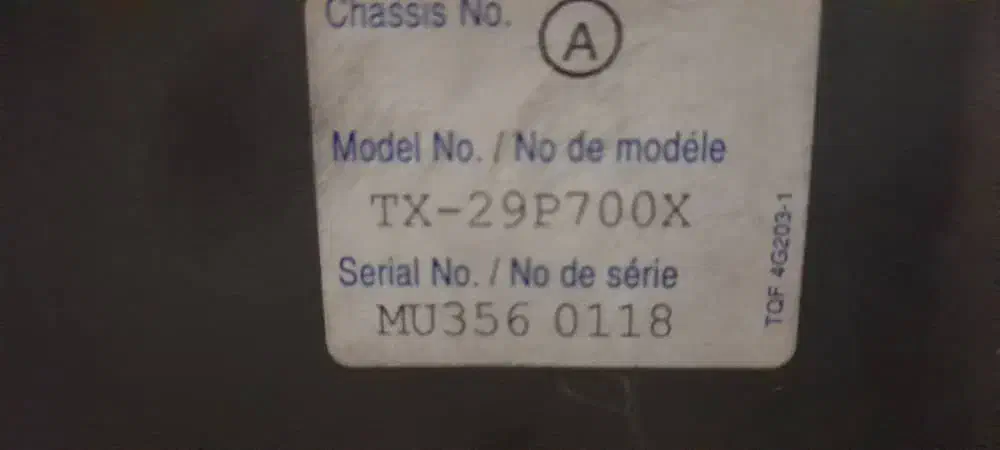 Chassis No.
A
Model No. / No de modéle
TX-29P700X
Serial No. / No de série
MU356 0118
TQF 4G203-1